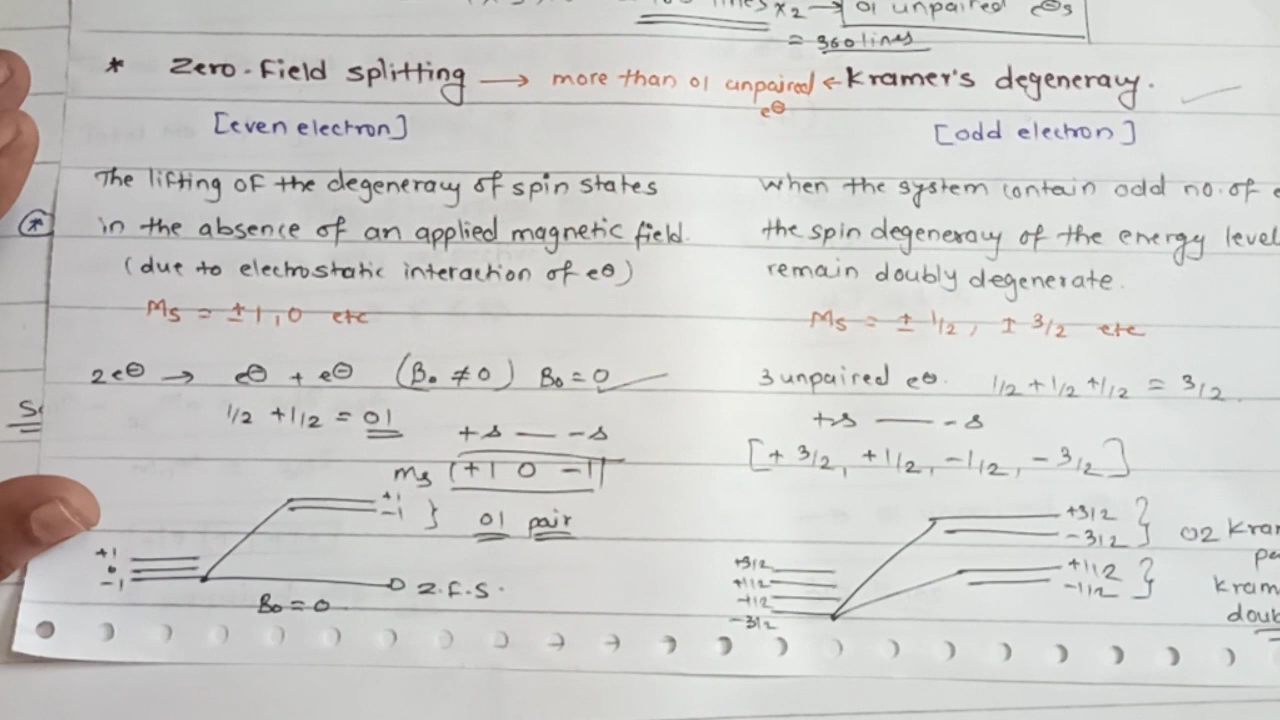 x2 → 01 unpaired e⊖s
= 360 lines
* Zero-Field splitting → more than 01 unpaired e⊖ ← Kramer's degeneracy.
[even electron]
[odd electron]
The lifting of the degeneracy of spin states
in the absence of an applied magnetic field.
(due to electrostatic interaction of e⊖)
Ms = ±1, 0 etc
When the system contain odd no. of
the spin degeneracy of the energy level
remain doubly degenerate.
Ms = ± 1/2, ± 3/2 etc
2e⊖ → e⊖ + e⊖ (B₀ ≠ 0) B₀ = 0
1/2 + 1/2 = 01
+s — -s
ms (+1 0 -1)
+1
-1
} 01 pair
+1
0
-1
0 Z.F.S.
B₀ = 0
3 unpaired e⊖. 1/2 + 1/2 + 1/2 = 3/2.
+s — -s
[+ 3/2, +1/2, -1/2, - 3/2]
+3/2
-3/2
} 02
+1/2
-1/2
}
+3/2
+1/2
-1/2
-3/2